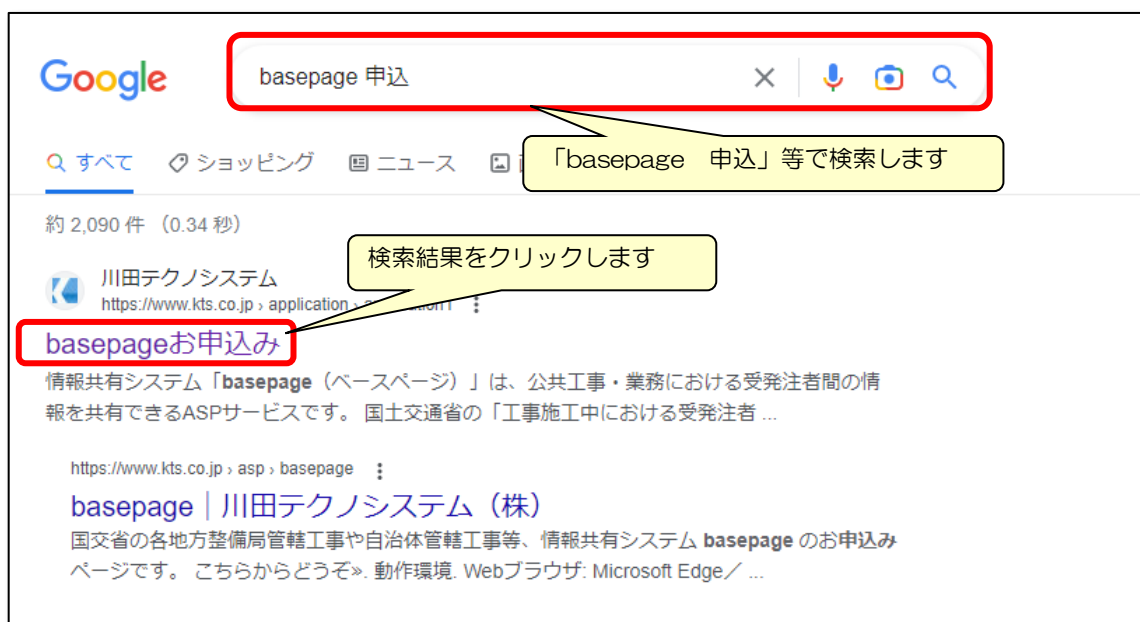 Google
basepage 申込
「basepage　申込」等で検索します
すべて ショッピング ニュース
約 2,090 件 （0.34 秒）
検索結果をクリックします
川田テクノシステム
https://www.kts.co.jp › application
basepageお申込み
情報共有システム「basepage（ベースページ）」は、公共工事・業務における受発注者間の情
報を共有できるASPサービスです。 国土交通省の「工事施工中における受発注者 ...
https://www.kts.co.jp › asp › basepage
basepage｜川田テクノシステム（株）
国交省の各地方整備局管轄工事や自治体管轄工事等、情報共有システム basepage のお申込み
ページです。 こちらからどうぞ». 動作環境. Webブラウザ: Microsoft Edge／ ...